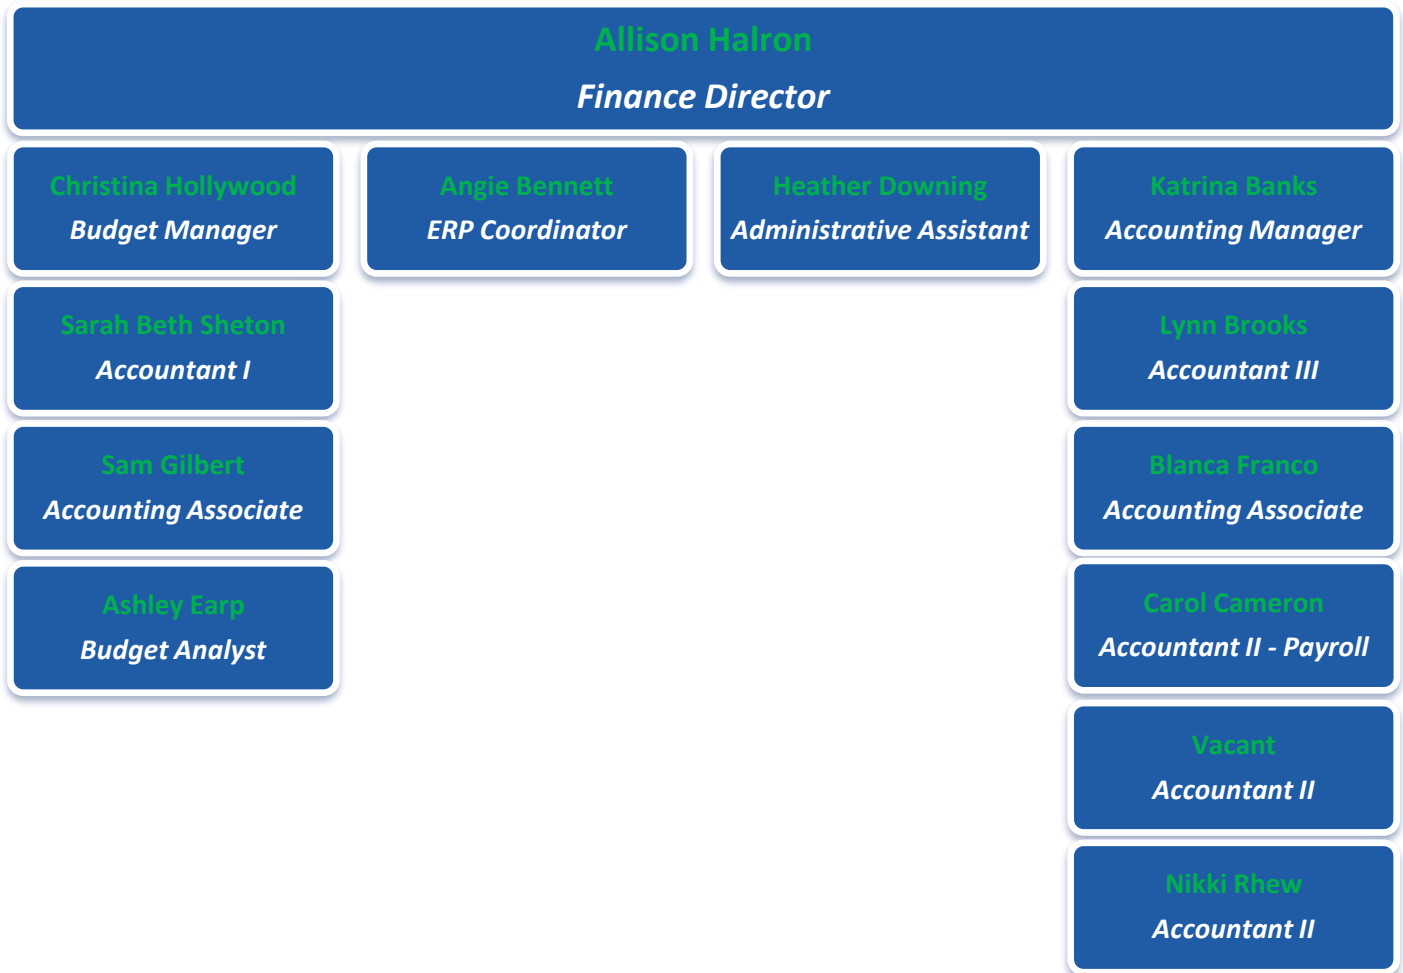 Allison Halron
Finance Director
Christina Hollywood
Budget Manager
Angie Bennett
ERP Coordinator
Heather Downing
Administrative Assistant
Katrina Banks
Accounting Manager
Sarah Beth Sheton
Accountant I
Lynn Brooks
Accountant III
Sam Gilbert
Accounting Associate
Blanca Franco
Accounting Associate
Ashley Earp
Budget Analyst
Carol Cameron
Accountant II - Payroll
Vacant
Accountant II
Nikki Rhew
Accountant II